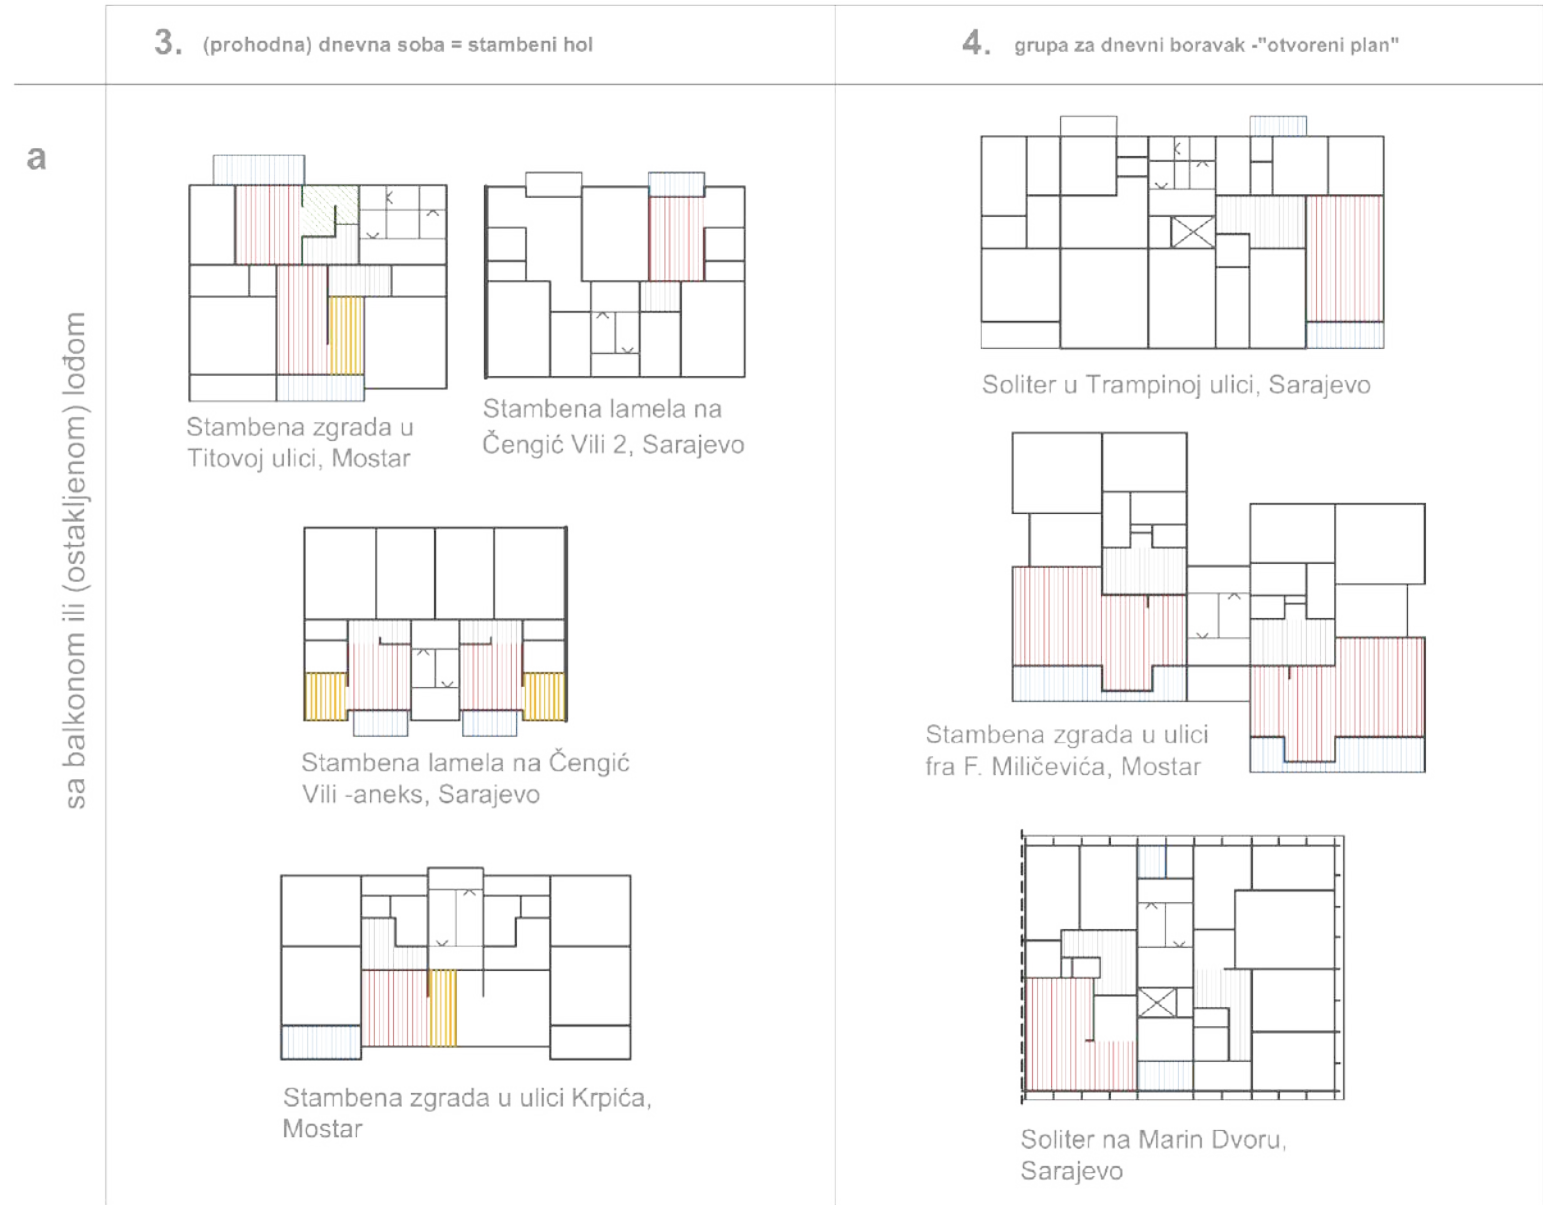 3. (prohodna) dnevna soba = stambeni hol
4. grupa za dnevni boravak -"otvoreni plan"
a
sa balkonom ili (ostakljenom) lođom
Stambena zgrada u
Titovoj ulici, Mostar
Stambena lamela na
Čengić Vili 2, Sarajevo
Stambena lamela na Čengić
Vili -aneks, Sarajevo
Stambena zgrada u ulici Krpića,
Mostar
Soliter u Trampinoj ulici, Sarajevo
Stambena zgrada u ulici
fra F. Miličevića, Mostar
Soliter na Marin Dvoru,
Sarajevo